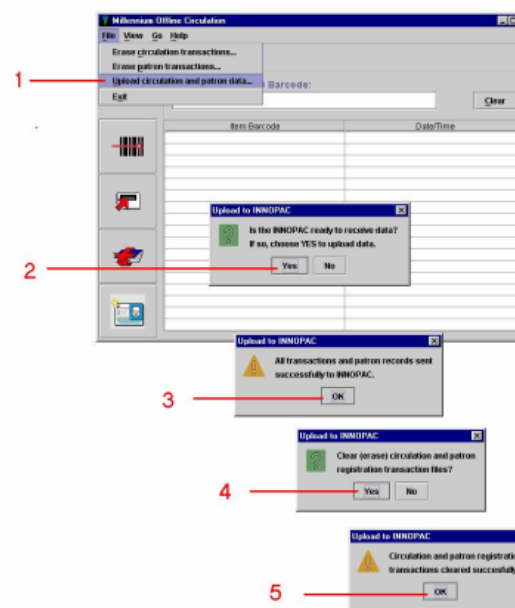 Millennium Offline Circulation
File View Go Help
Erase circulation transactions...
Erase patron transactions...
1
Upload circulation and patron data...
Barcode:
Exit
Clear
Item Barcode Date/Time
Upload to INNOPAC
Is the INNOPAC ready to receive data?
If so, choose YES to upload data.
2
Yes No
Upload to INNOPAC
All transactions and patron records sent
successfully to INNOPAC.
3
OK
Upload to INNOPAC
Clear (erase) circulation and patron
registration transaction files?
4
Yes No
Upload to INNOPAC
Circulation and patron registratio
transactions cleared succesfully
5
OK